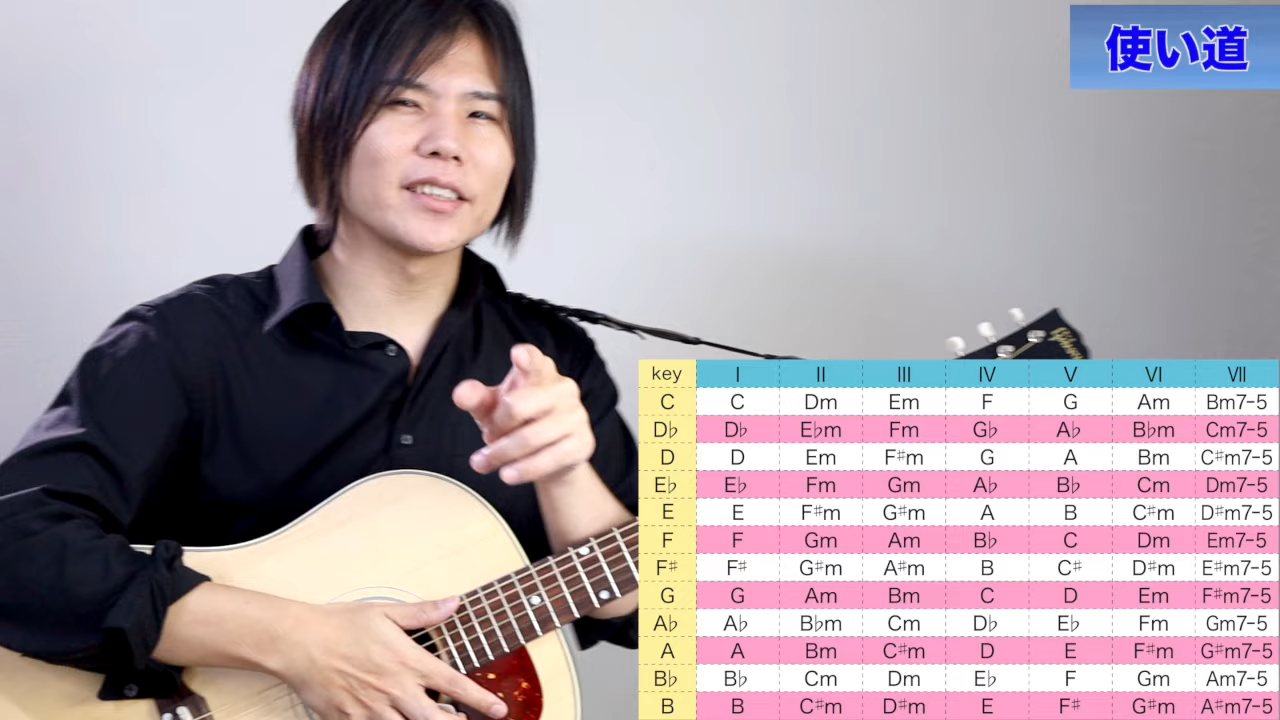 使い道
Gibson
key I II III IV V VI VII
C C Dm Em F G Am Bm7-5
D♭ D♭ E♭m Fm G♭ A♭ B♭m Cm7-5
D D Em F♯m G A Bm C♯m7-5
E♭ E♭ Fm Gm A♭ B♭ Cm Dm7-5
E E F♯m G♯m A B C♯m D♯m7-5
F F Gm Am B♭ C Dm Em7-5
F♯ F♯ G♯m A♯m B C♯ D♯m E♯m7-5
G G Am Bm C D Em F♯m7-5
A♭ A♭ B♭m Cm D♭ E♭ Fm Gm7-5
A A Bm C♯m D E F♯m G♯m7-5
B♭ B♭ Cm Dm E♭ F Gm Am7-5
B B C♯m D♯m E F♯ G♯m A♯m7-5